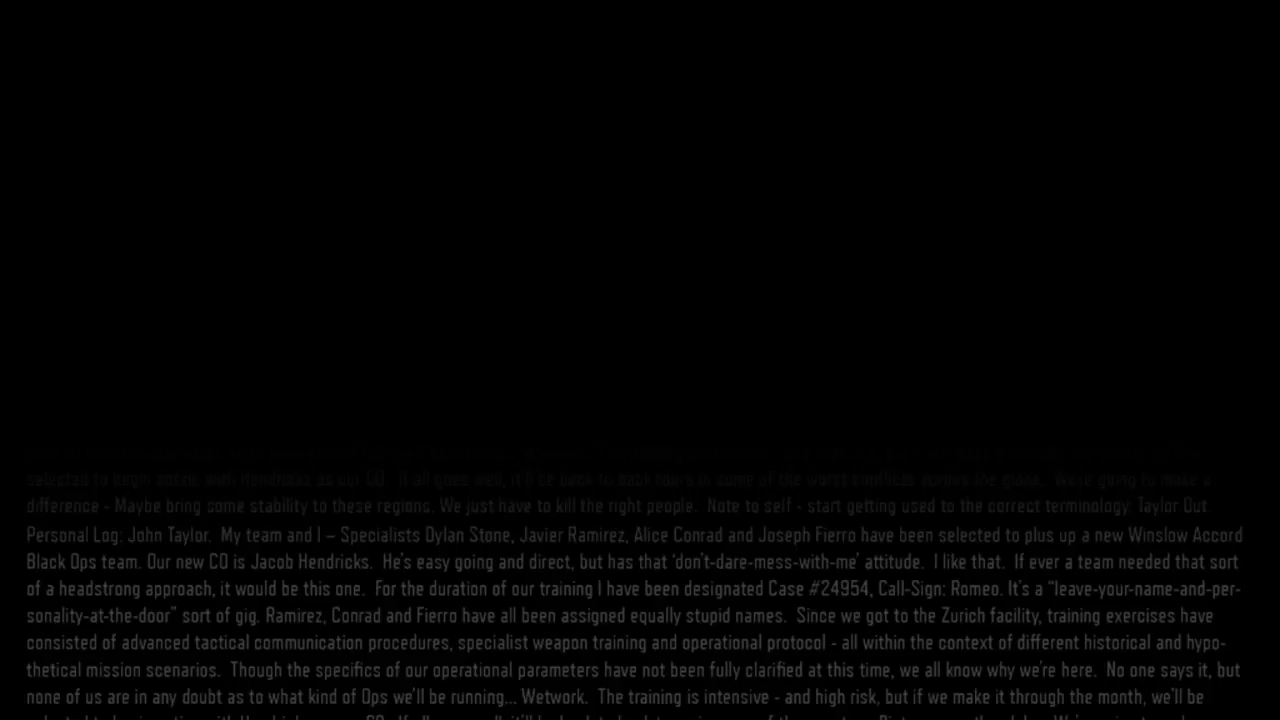 selected to begin action with Hendricks as our CO. If all goes well, it'll be back to back tours in some of the worst conflicts across the globe. We're going to make a
difference - Maybe bring come stability to these regions. We just have to kill the right people.  Note to self - start getting used to the correct terminology: Taylor Out.
Personal Log: John Taylor.  My team and I – Specialists Dylan Stone, Javier Ramirez, Alice Conrad and Joseph Fierro have been selected to plus up a new Winslow Accord
Black Ops team. Our new CO is Jacob Hendricks.  He's easy going and direct, but has that 'don't-dare-mess-with-me' attitude.  I like that.  If ever a team needed that sort
of a headstrong approach, it would be this one.  For the duration of our training I have been designated Case #24954, Call-Sign: Romeo. It's a “leave-your-name-and-per-
sonality-at-the-door” sort of gig. Ramirez, Conrad and Fierro have all been assigned equally stupid names.  Since we got to the Zurich facility, training exercises have
consisted of advanced tactical communication procedures, specialist weapon training and operational protocol - all within the context of different historical and hypo-
thetical mission scenarios.  Though the specifics of our operational parameters have not been fully clarified at this time, we all know why we're here.  No one says it, but
none of us are in any doubt as to what kind of Ops we'll be running... Wetwork.  The training is intensive - and high risk, but if we make it through the month, we'll be